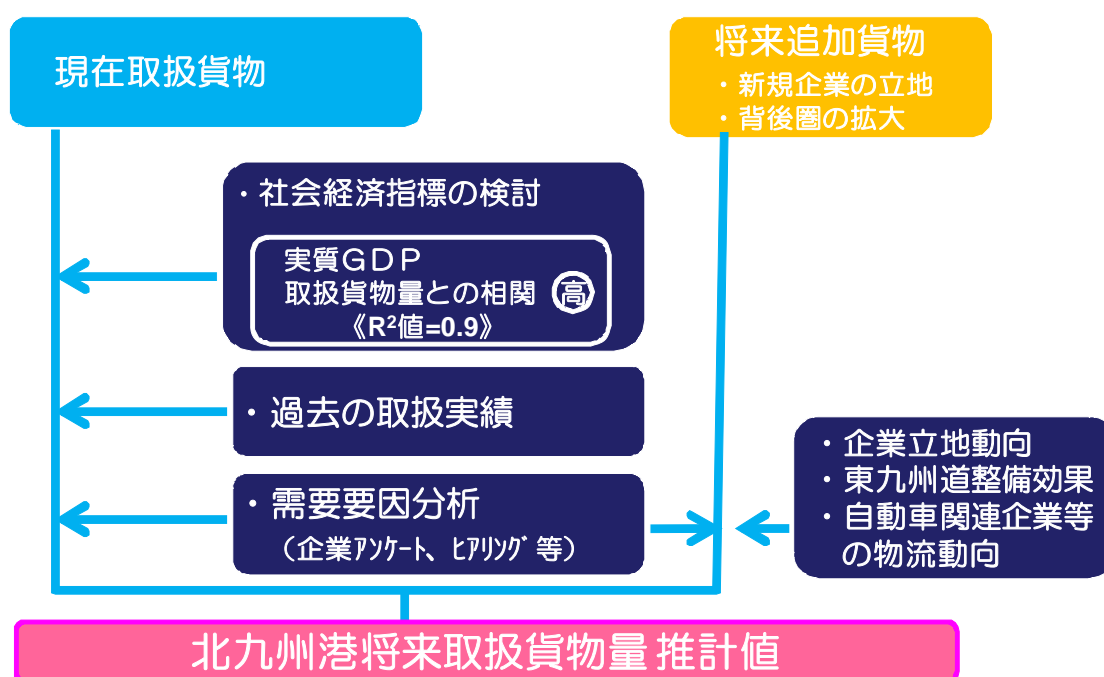 現在取扱貨物
将来追加貨物
・新規企業の立地
・背後圏の拡大
・社会経済指標の検討
実質GDP
取扱貨物量との相関 高
《R²値=0.9》
・過去の取扱実績
・需要要因分析
（企業ｱﾝｹｰﾄ、ﾋｱﾘﾝｸﾞ等）
・企業立地動向
・東九州道整備効果
・自動車関連企業等
の物流動向
北九州港将来取扱貨物量推計値